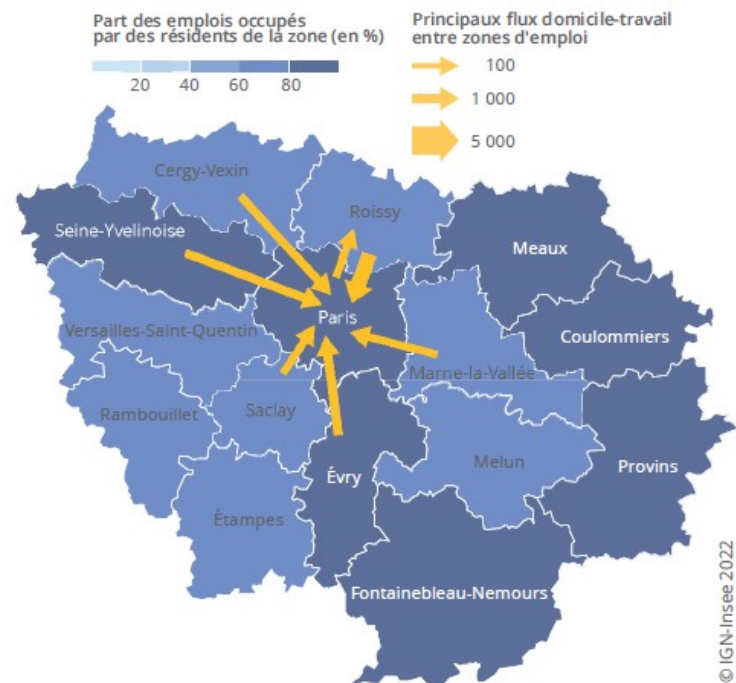 Part des emplois occupés
par des résidents de la zone (en %)
20 40 60 80
Principaux flux domicile-travail
entre zones d'emploi
100
1 000
5 000
Cergy-Vexin
Roissy
Seine-Yvelinoise
Meaux
Paris
Versailles-Saint-Quentin
Coulommiers
Marne-la-Vallée
Rambouillet
Saclay
Melun
Provins
Évry
Étampes
Fontainebleau-Nemours
© IGN-Insee 2022